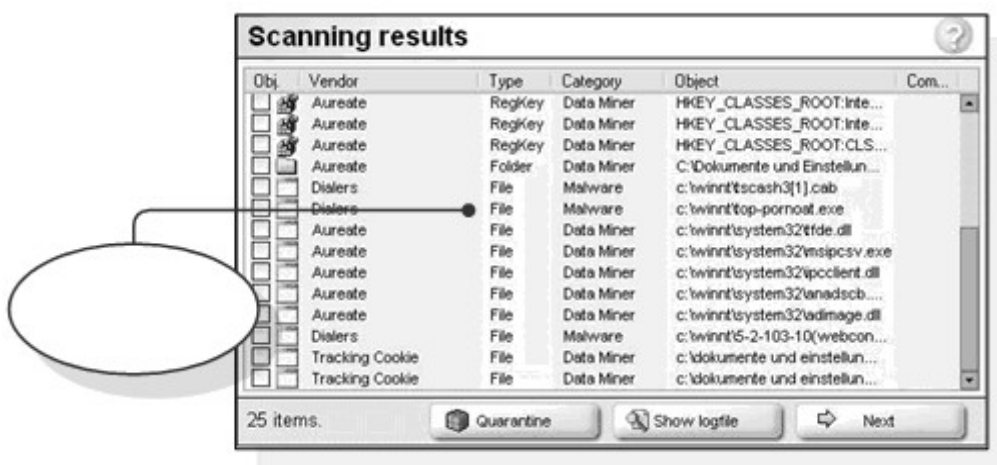 Scanning results
Obj. Vendor Type Category Object Com...
Aureate RegKey Data Miner HKEY_CLASSES_ROOT:Inte...
Aureate RegKey Data Miner HKEY_CLASSES_ROOT:Inte...
Aureate RegKey Data Miner HKEY_CLASSES_ROOT:CLS...
Aureate Folder Data Miner C:\Dokumente und Einstellun...
Dialers File Malware c:\winnt\tscash3[1].cab
Dialers File Malware c:\winnt\top-pornoat.exe
Aureate File Data Miner c:\winnt\system32\tfde.dll
Aureate File Data Miner c:\winnt\system32\msipcsv.exe
Aureate File Data Miner c:\winnt\system32\ipcclient.dll
Aureate File Data Miner c:\winnt\system32\anadscb....
Aureate File Data Miner c:\winnt\system32\adimage.dll
Dialers File Malware c:\winnt\5-2-103-10(webcon...
Tracking Cookie File Data Miner c:\dokumente und einstellun...
Tracking Cookie File Data Miner c:\dokumente und einstellun...
25 items. Quarantine Show logfile Next